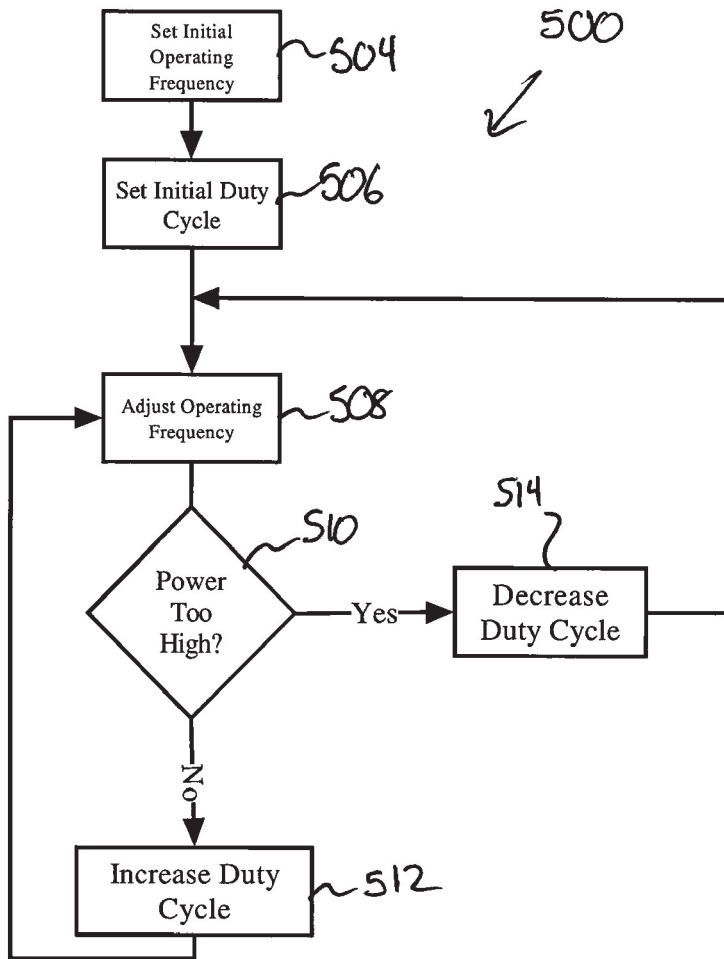 Set Initial
Operating
Frequency
504
500
Set Initial Duty
Cycle
506
Adjust Operating
Frequency
508
510
Power
Too
High?
Yes
514
Decrease
Duty Cycle
No
Increase Duty
Cycle
512